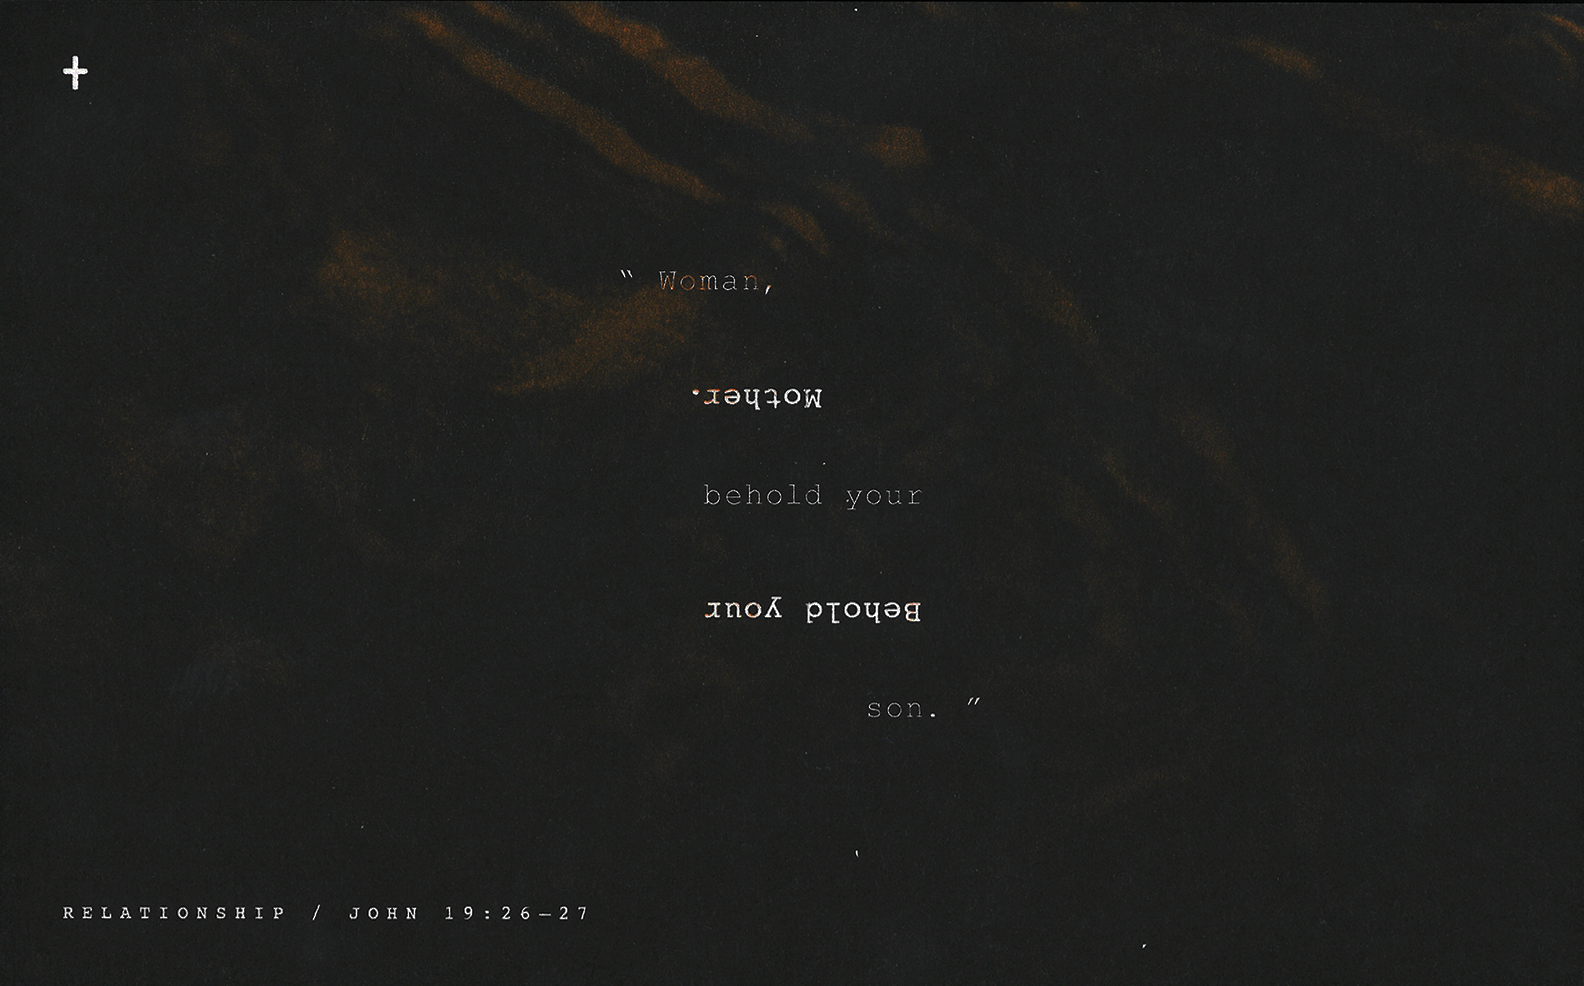 “ Woman,
Mother.
behold your
Behold your
son. ”
RELATIONSHIP / JOHN 19:26—27